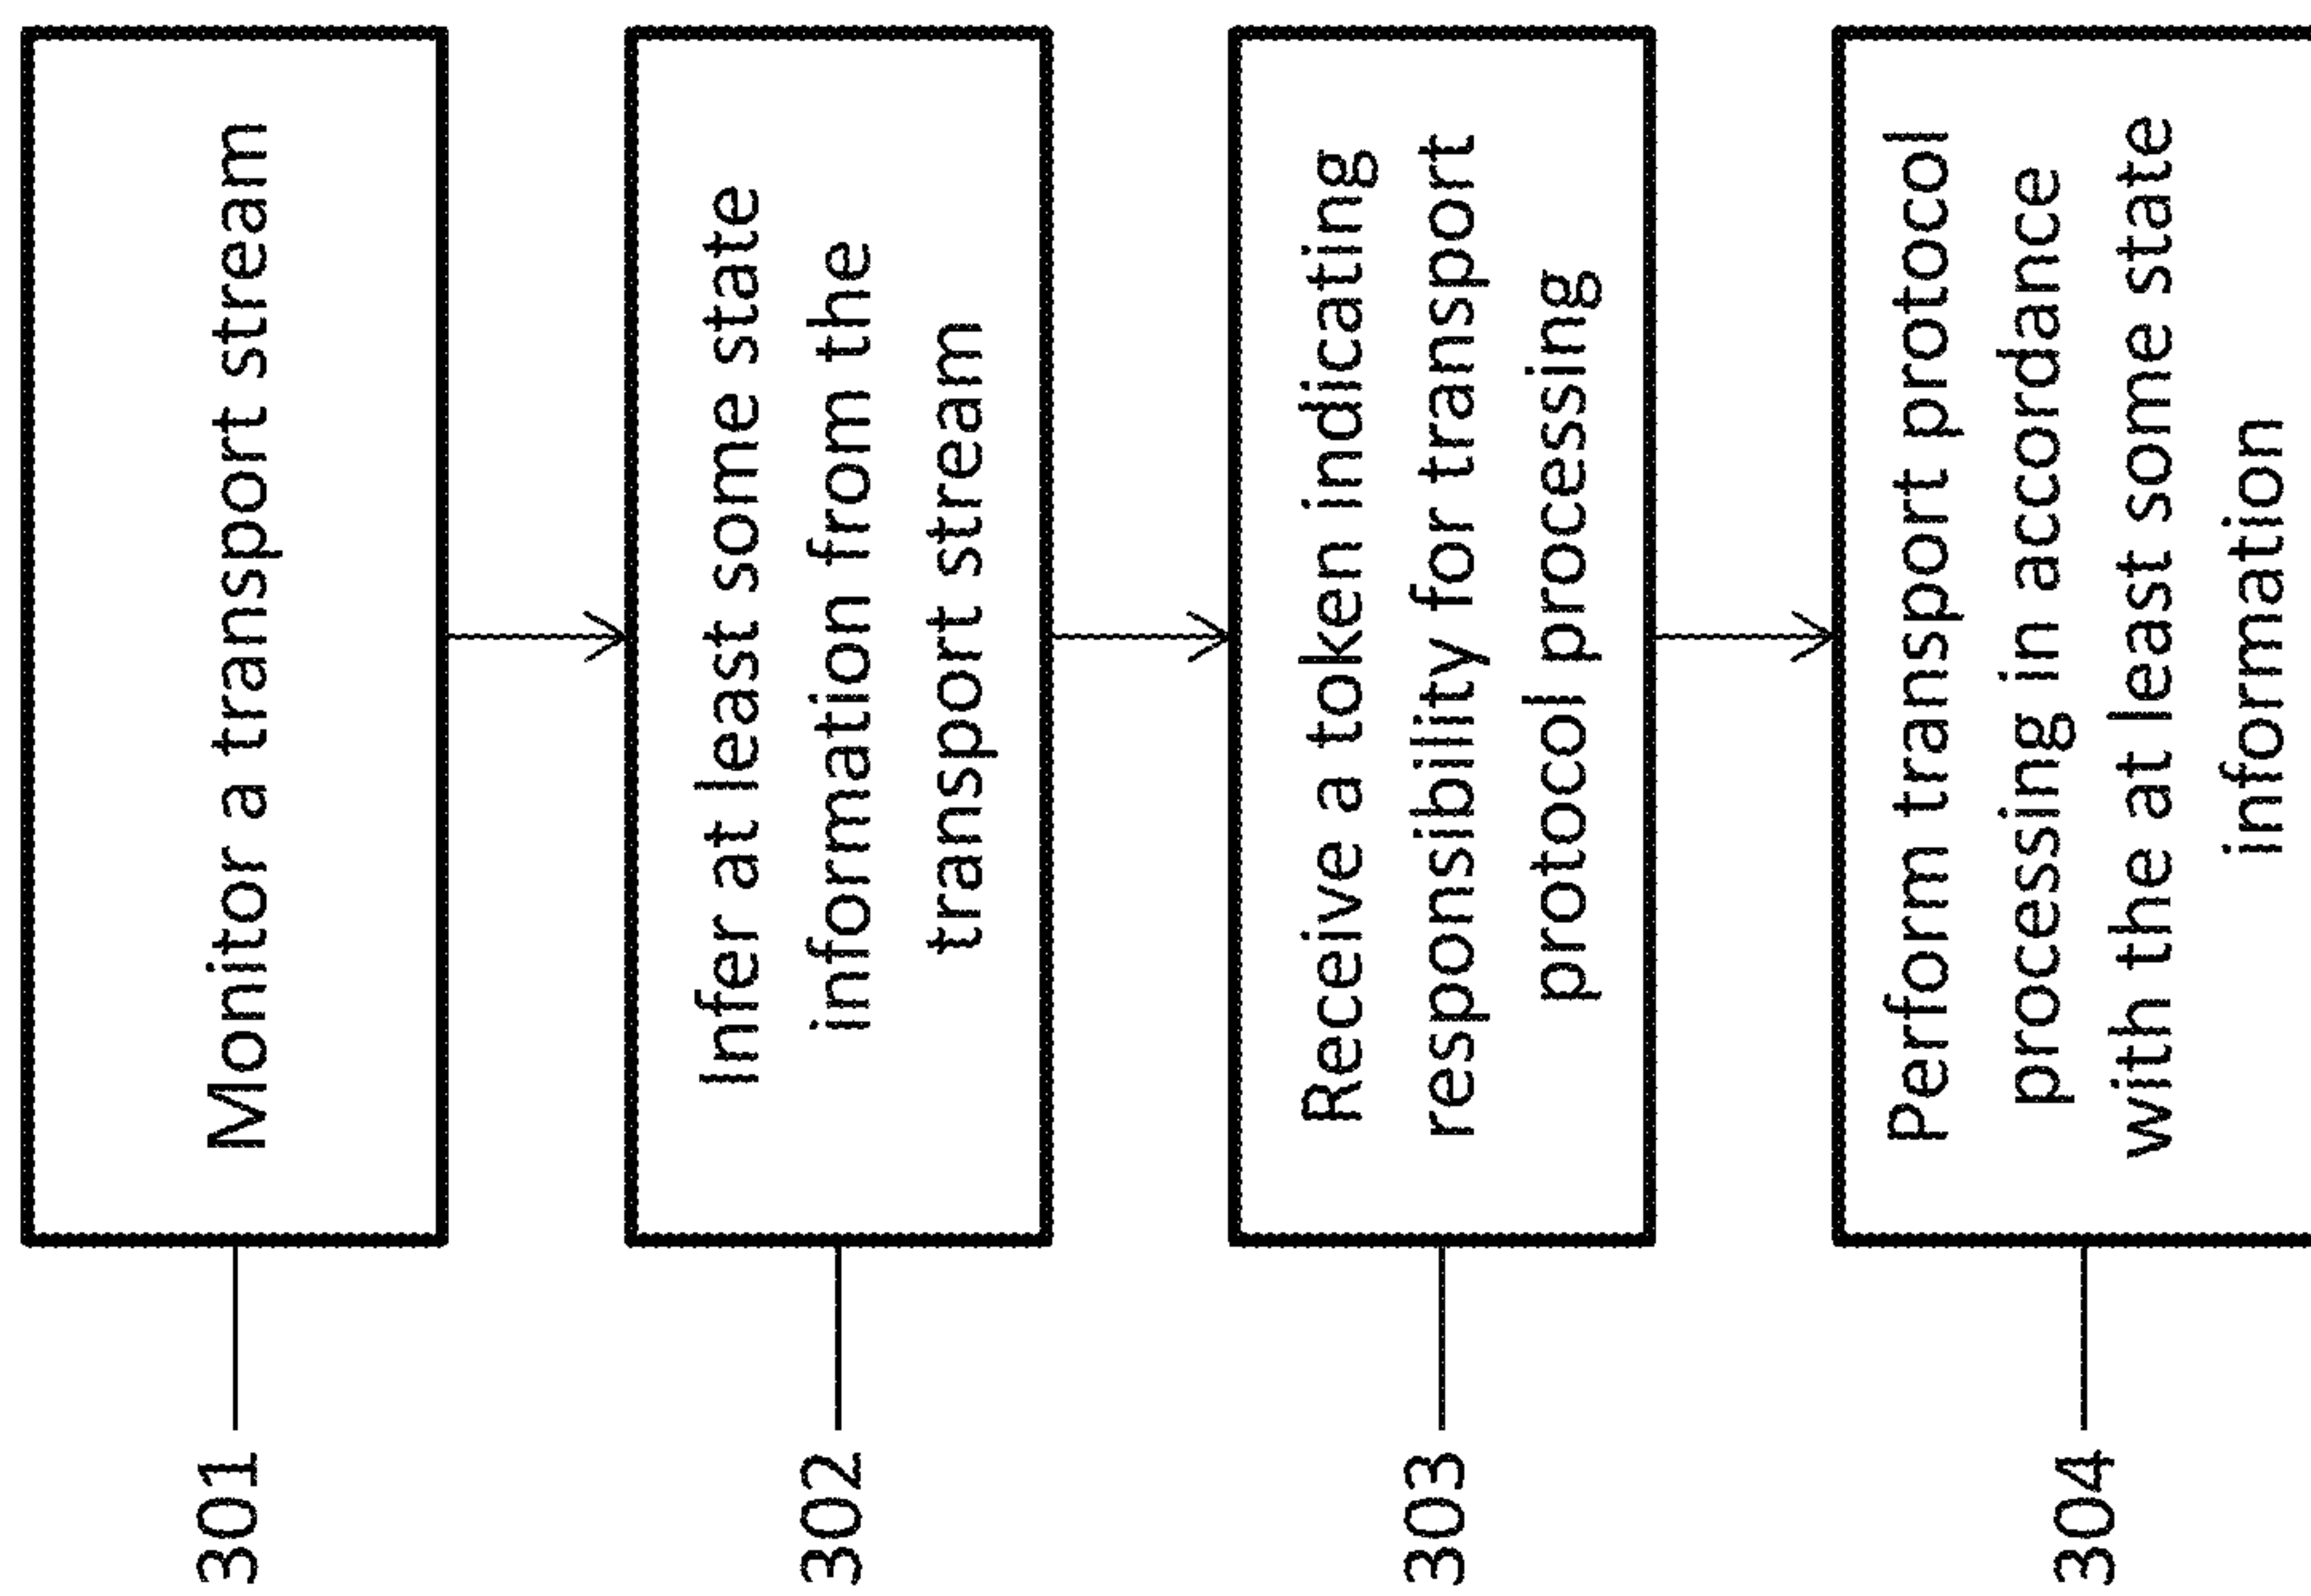 301
Monitor a transport stream
302
Infer at least some state
information from the
transport stream
303
Receive a token indicating
responsibility for transport
protocol processing
304
Perform transport protocol
processing in accordance
with the at least some state
information